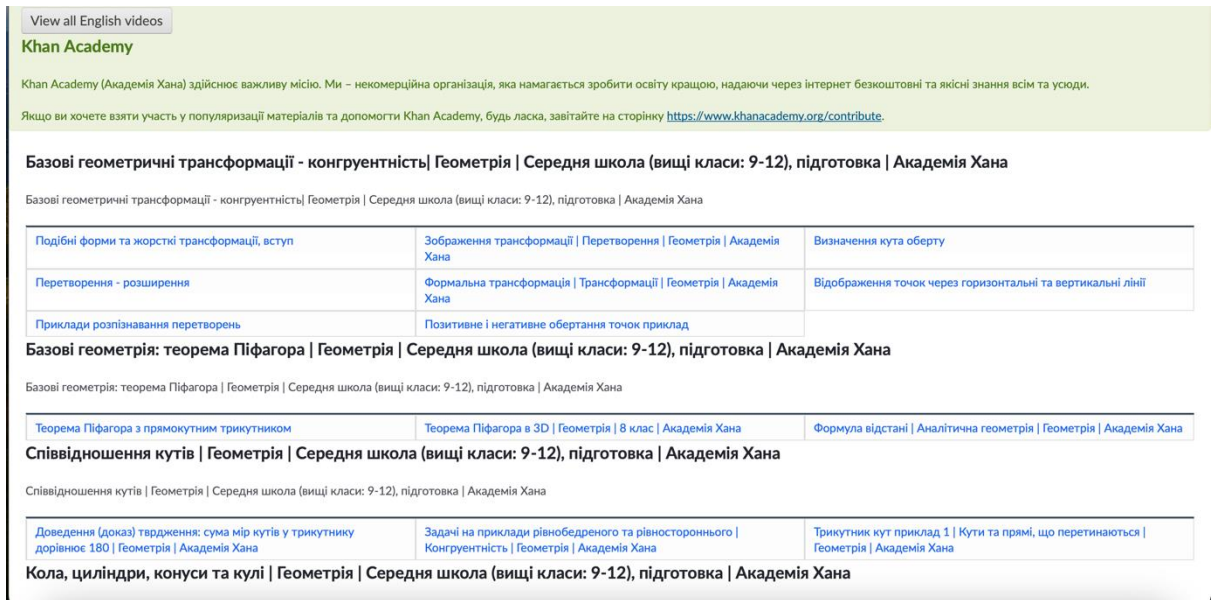 View all English videos
Khan Academy
Khan Academy (Академія Хана) здійснює важливу місію. Ми – некомерційна організація, яка намагається зробити освіту кращою, надаючи через інтернет безкоштовні та якісні знання всім та усюди.
Якщо ви хочете взяти участь у популяризації матеріалів та допомогти Khan Academy, будь ласка, завітайте на сторінку https://www.khanacademy.org/contribute.
Базові геометричні трансформації - конгруентність| Геометрія | Середня школа (вищі класи: 9-12), підготовка | Академія Хана
Базові геометричні трансформації - конгруентність| Геометрія | Середня школа (вищі класи: 9-12), підготовка | Академія Хана
Подібні форми та жорсткі трансформації, вступ
Зображення трансформації | Перетворення | Геометрія | Академія
Хана
Визначення кута оберту
Перетворення - розширення
Формальна трансформація | Трансформації | Геометрія | Академія
Хана
Відображення точок через горизонтальні та вертикальні лінії
Приклади розпізнавання перетворень
Позитивне і негативне обертання точок приклад
Базові геометрія: теорема Піфагора | Геометрія | Середня школа (вищі класи: 9-12), підготовка | Академія Хана
Базові геометрія: теорема Піфагора | Геометрія | Середня школа (вищі класи: 9-12), підготовка | Академія Хана
Теорема Піфагора з прямокутним трикутником
Теорема Піфагора в 3D | Геометрія | 8 клас | Академія Хана
Формула відстані | Аналітична геометрія | Геометрія | Академія Хана
Співвідношення кутів | Геометрія | Середня школа (вищі класи: 9-12), підготовка | Академія Хана
Співвідношення кутів | Геометрія | Середня школа (вищі класи: 9-12), підготовка | Академія Хана
Доведення (доказ) тврдження: сума мір кутів у трикутнику
дорівнює 180 | Геометрія | Академія Хана
Задачі на приклади рівнобедреного та рівностороннього |
Конгруентність | Геометрія | Академія Хана
Трикутник кут приклад 1 | Кути та прямі, що перетинаються |
Геометрія | Академія Хана
Кола, циліндри, конуси та кулі | Геометрія | Середня школа (вищі класи: 9-12), підготовка | Академія Хана